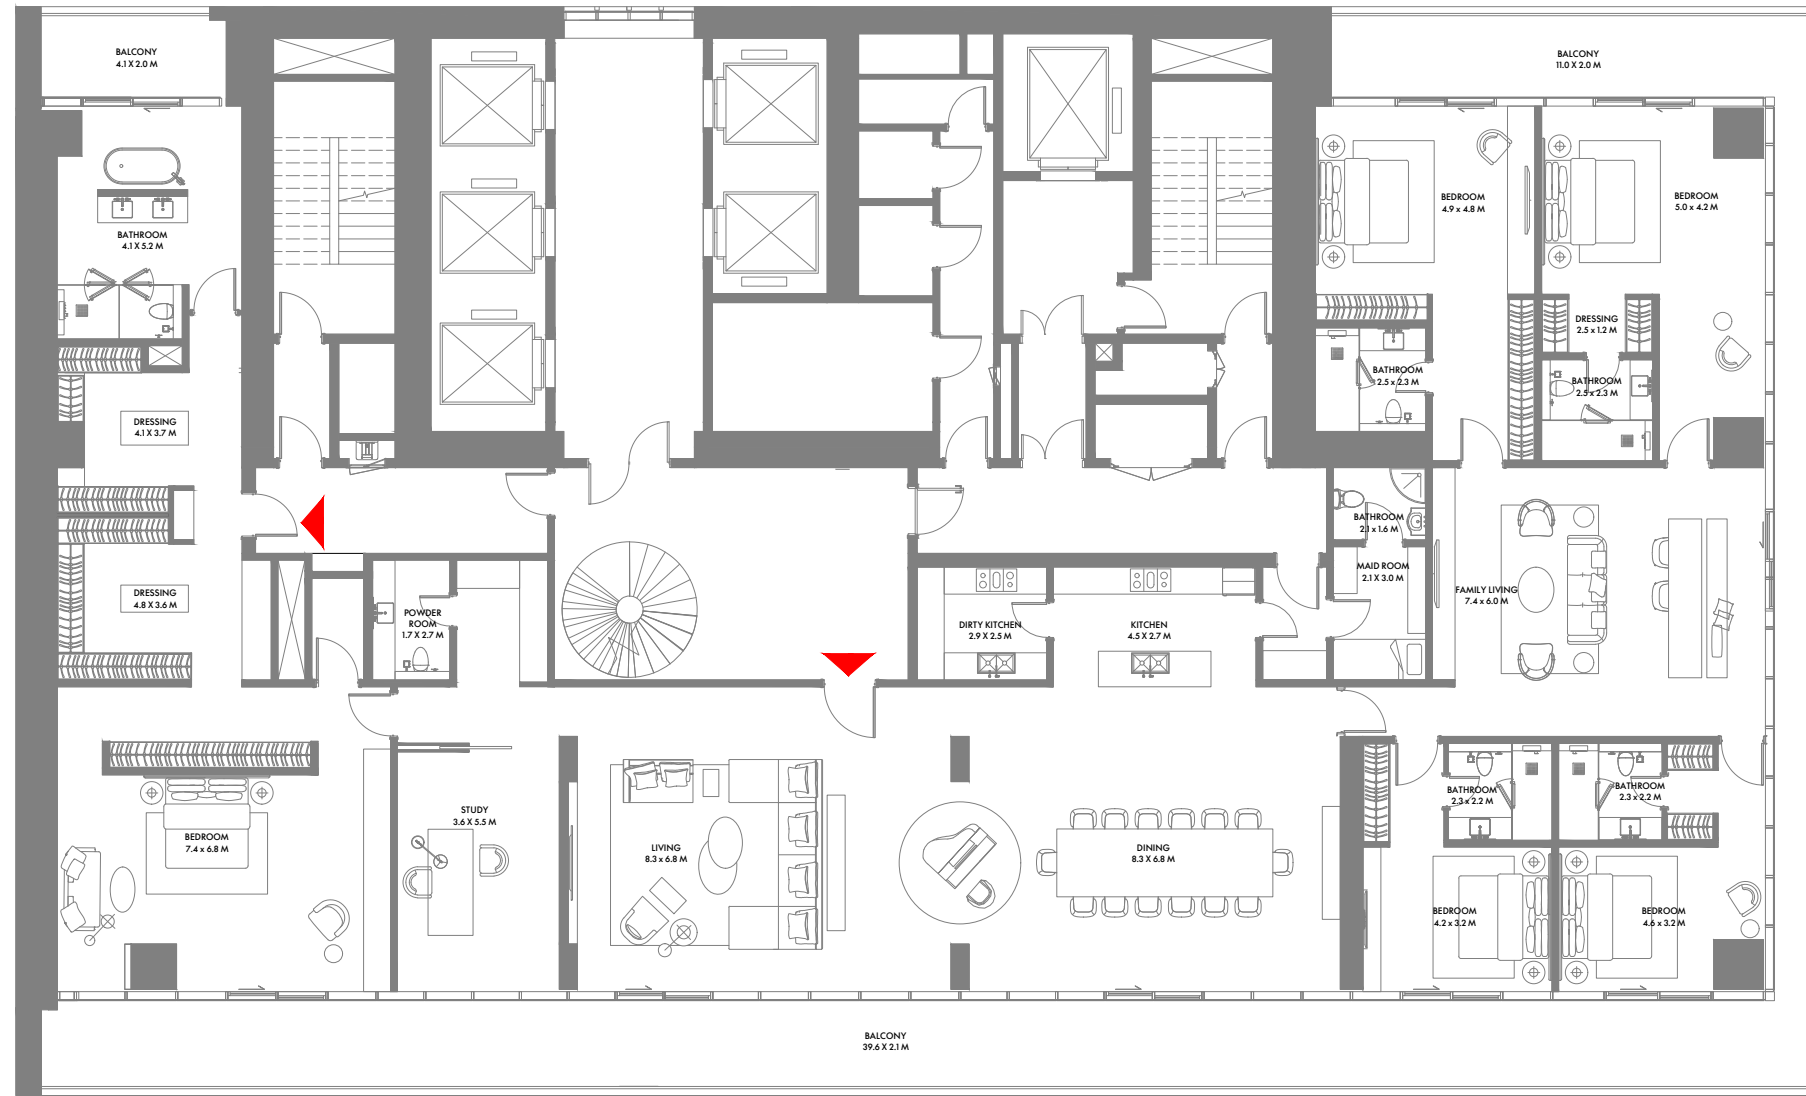 BALCONY
4.1 X 2.0 M
BALCONY
11.0 X 2.0 M
BATHROOM
4.1 X 5.2 M
BEDROOM
4.9 x 4.8 M
BEDROOM
5.0 x 4.2 M
DRESSING
2.5 x 1.2 M
BATHROOM
2.5 x 2.3 M
BATHROOM
2.5 x 2.3 M
DRESSING
4.1 X 3.7 M
BATHROOM
2.1 x 1.6 M
MAID ROOM
2.1 X 3.0 M
FAMILY LIVING
7.4 x 6.0 M
DRESSING
4.8 X 3.6 M
POWDER
ROOM
1.7 X 2.7 M
DIRTY KITCHEN
2.9 X 2.5 M
KITCHEN
4.5 X 2.7 M
BATHROOM
2.3 x 2.2 M
BATHROOM
2.3 x 2.2 M
STUDY
3.6 X 5.5 M
BEDROOM
7.4 x 6.8 M
LIVING
8.3 x 6.8 M
DINING
8.3 X 6.8 M
BEDROOM
4.2 x 3.2 M
BEDROOM
4.6 x 3.2 M
BALCONY
39.6 X 2.1 M